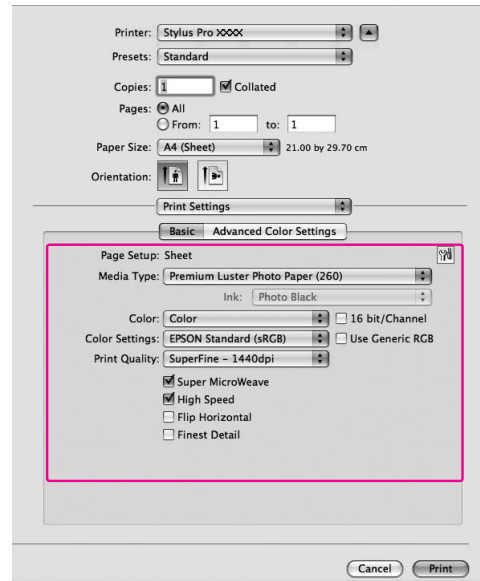 Printer: Stylus Pro XXXX
Presets: Standard
Copies: 1 Collated
Pages: All
From: 1 to: 1
Paper Size: A4 (Sheet) 21.00 by 29.70 cm
Orientation:
Print Settings
Basic Advanced Color Settings
Page Setup: Sheet
Media Type: Premium Luster Photo Paper (260)
Ink: Photo Black
Color: Color 16 bit/Channel
Color Settings: EPSON Standard (sRGB) Use Generic RGB
Print Quality: SuperFine – 1440dpi
Super MicroWeave
High Speed
Flip Horizontal
Finest Detail
Cancel Print